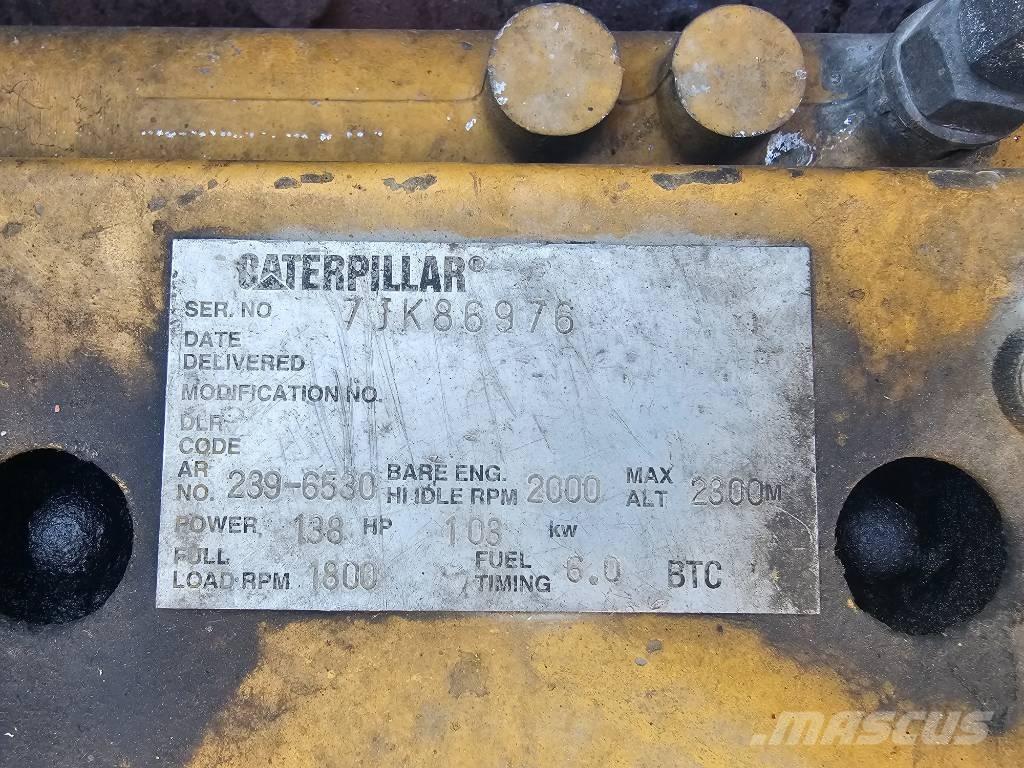 CATERPILLAR®
SER. NO 7JK86976
DATE
DELIVERED
MODIFICATION NO.
DLR
CODE
AR
NO. 239-6530 BARE ENG. HI IDLE RPM 2000 MAX ALT 2300M
POWER 138 HP 103 kw
FULL
LOAD RPM 1800 FUEL TIMING 6.0 BTC
MASCUS